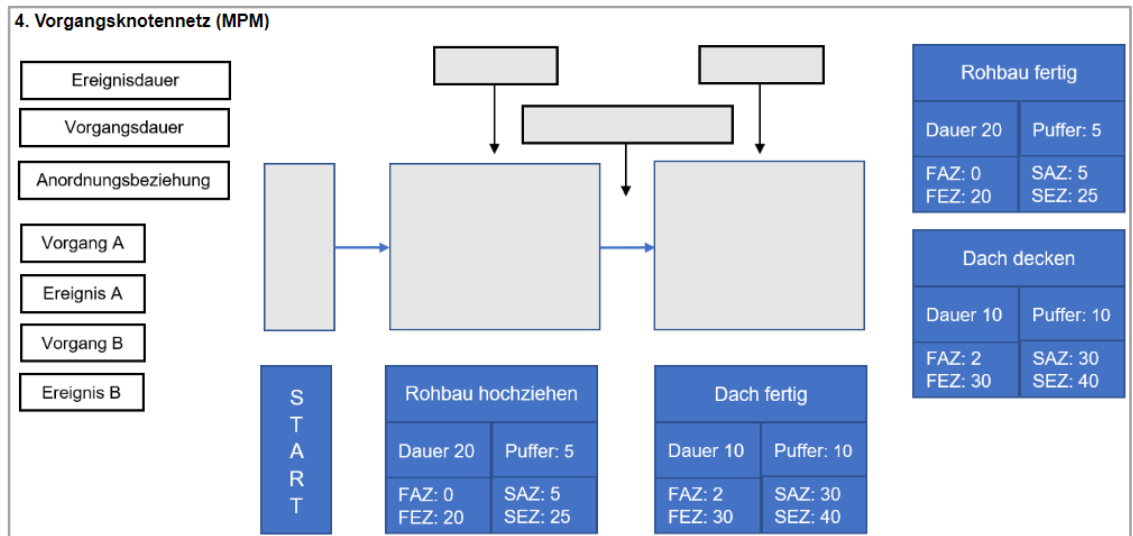 4. Vorgangsknotennetz (MPM)
Ereignisdauer
Vorgangsdauer
Anordnungsbeziehung
Vorgang A
Ereignis A
Vorgang B
Ereignis B
START
Rohbau hochziehen
Dauer 20
Puffer: 5
FAZ: 0
FEZ: 20
SAZ: 5
SEZ: 25
Dach fertig
Dauer 10
Puffer: 10
FAZ: 2
FEZ: 30
SAZ: 30
SEZ: 40
Rohbau fertig
Dauer 20
Puffer: 5
FAZ: 0
FEZ: 20
SAZ: 5
SEZ: 25
Dach decken
Dauer 10
Puffer: 10
FAZ: 2
FEZ: 30
SAZ: 30
SEZ: 40